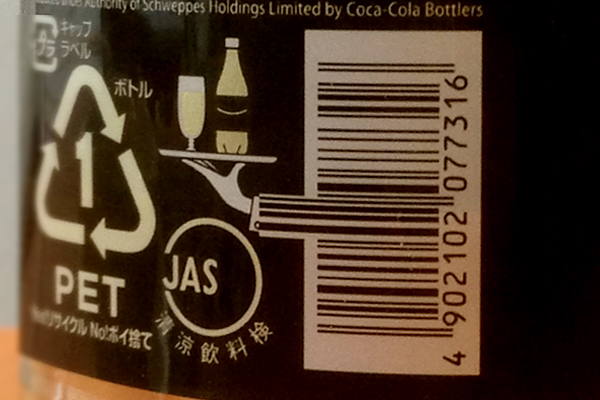 Authority of Schweppes Holdings Limited by Coca-Cola Bottlers
プラ
キャップ
ラベル
ボトル
1
PET
リサイクル No!ポイ捨て
JAS
清涼飲料検
4 902102 077316